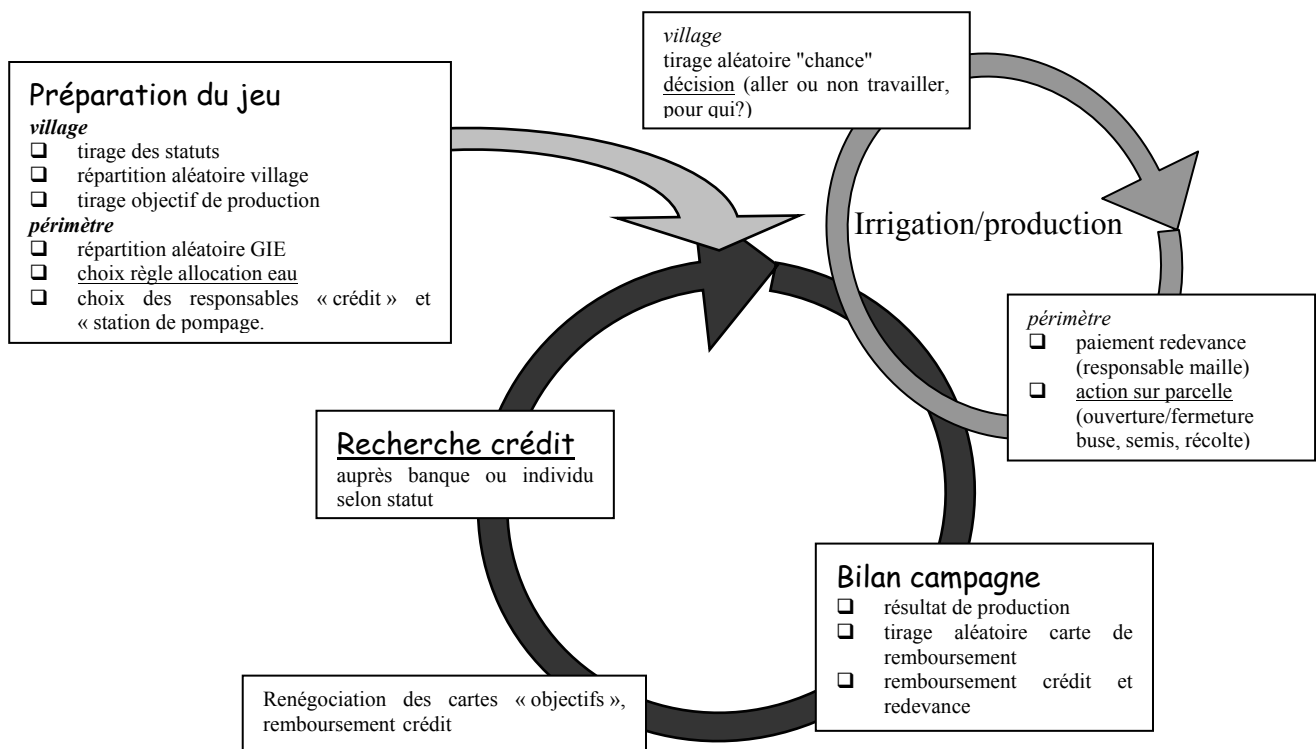 Préparation du jeu
village
❑ tirage des statuts
❑ répartition aléatoire village
❑ tirage objectif de production
périmètre
❑ répartition aléatoire GIE
❑ choix règle allocation eau
❑ choix des responsables « crédit » et
« station de pompage.
village
tirage aléatoire "chance"
décision (aller ou non travailler,
pour qui?)
Irrigation/production
périmètre
❑ paiement redevance
(responsable maille)
❑ action sur parcelle
(ouverture/fermeture
buse, semis, récolte)
Recherche crédit
auprès banque ou individu
selon statut
Bilan campagne
❑ résultat de production
❑ tirage aléatoire carte de
remboursement
❑ remboursement crédit et
redevance
Renégociation des cartes « objectifs »,
remboursement crédit